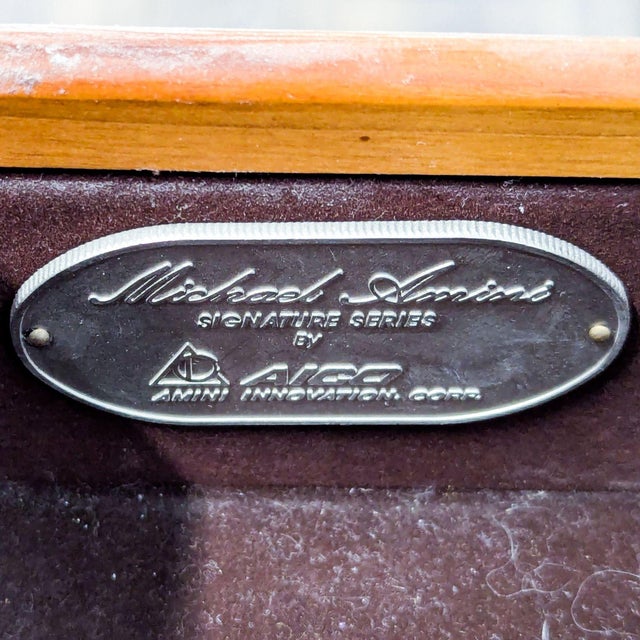 Michael Amini
SIGNATURE SERIES
BY
AICO
AMINI INNOVATION, CORP.